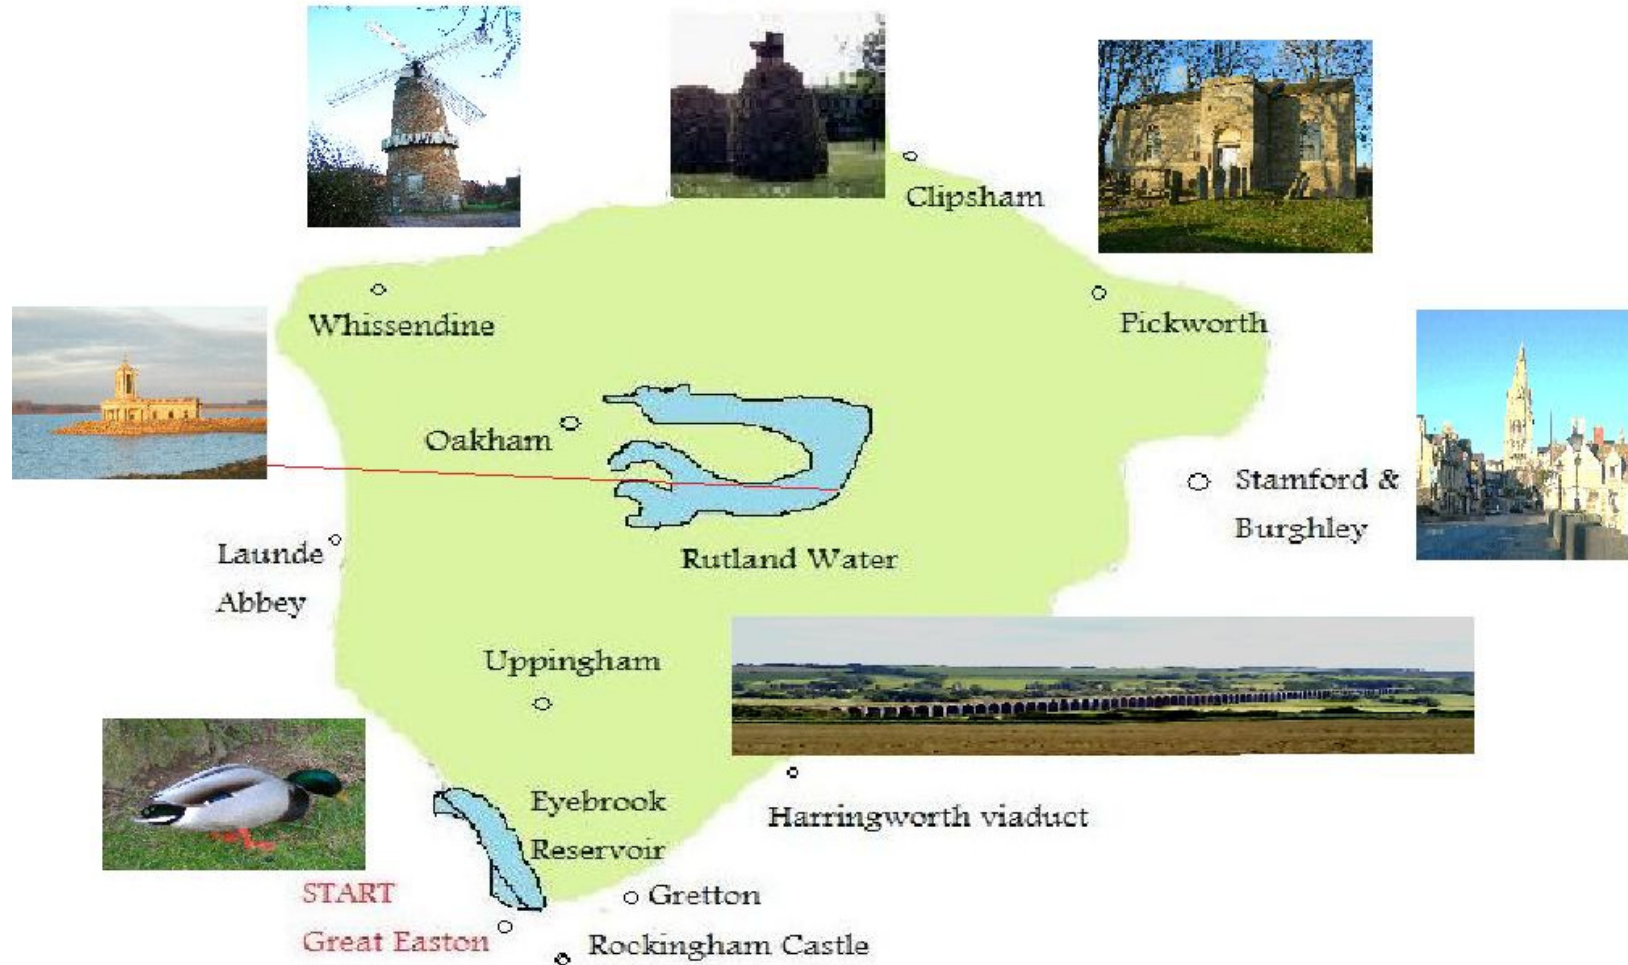 Clipsham
Whissendine
Pickworth
Oakham
Stamford &
Burghley
Launde
Abbey
Rutland Water
Uppingham
Eyebrook
Reservoir
Harringworth viaduct
START
Great Easton
Gretton
Rockingham Castle